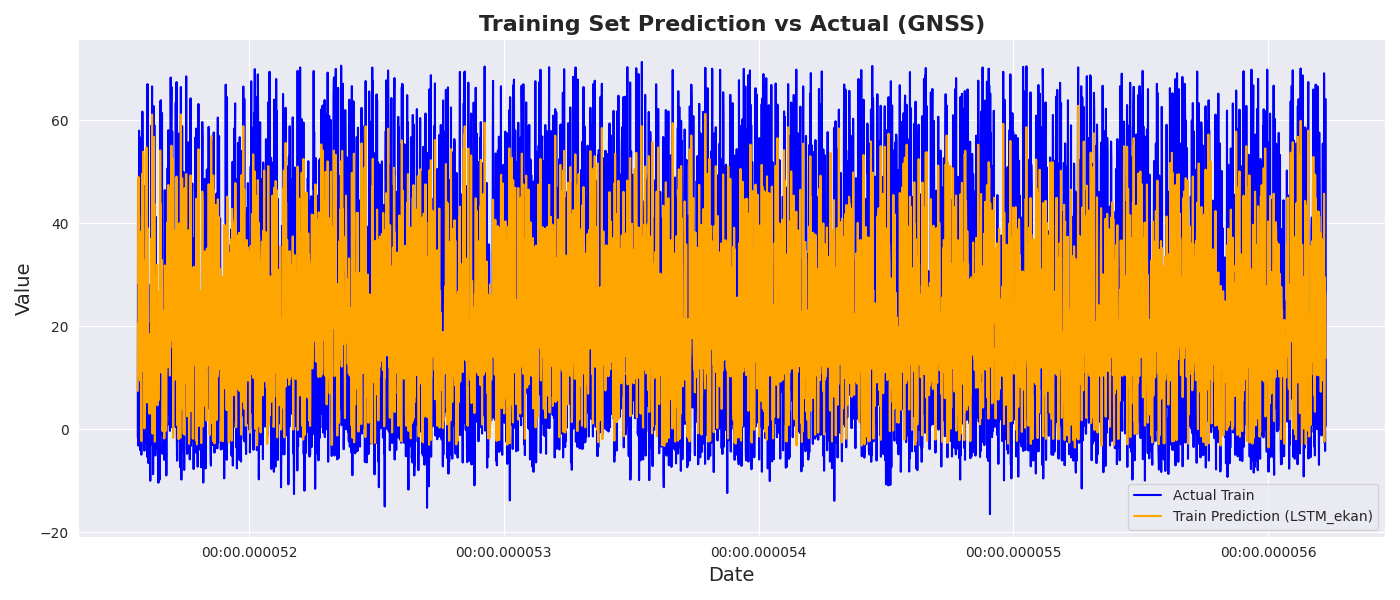 Training Set Prediction vs Actual (GNSS)
Value
60
40
20
0
−20
00:00.000052
00:00.000053
00:00.000054
00:00.000055
00:00.000056
Date
Actual Train
Train Prediction (LSTM_ekan)